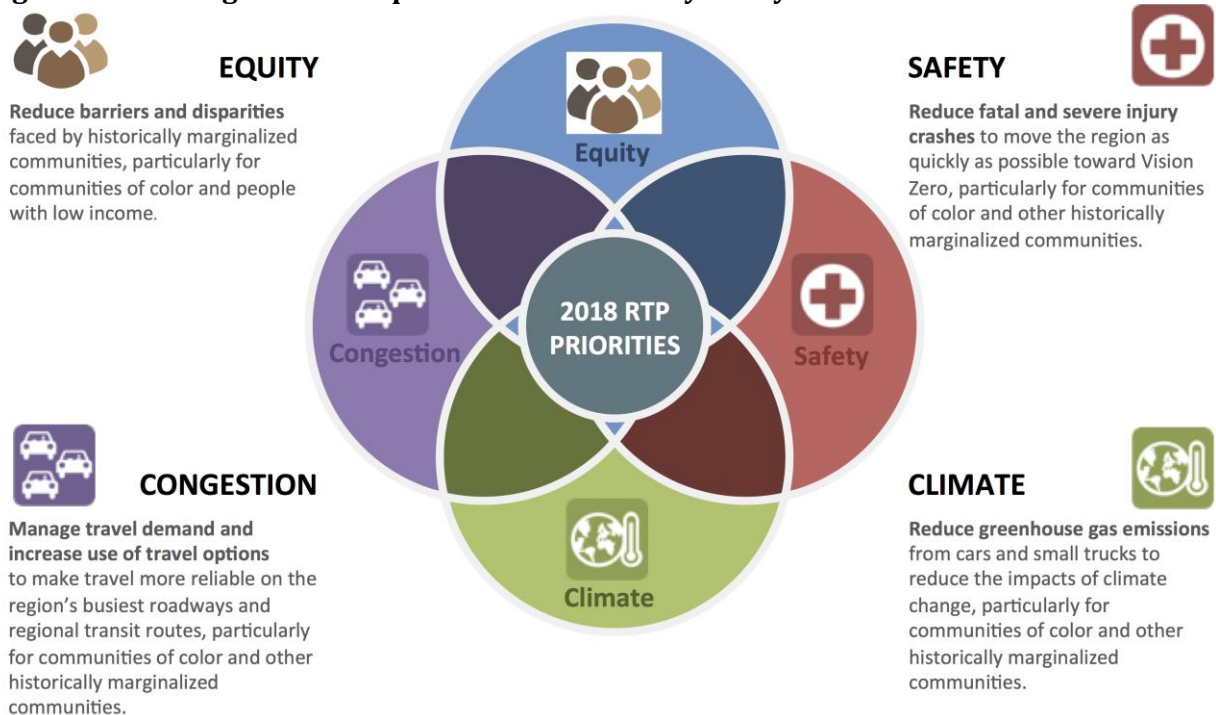 EQUITY
Reduce barriers and disparities
faced by historically marginalized
communities, particularly for
communities of color and people
with low income.
SAFETY
Reduce fatal and severe injury
crashes to move the region as
quickly as possible toward Vision
Zero, particularly for communities
of color and other historically
marginalized communities.
Equity
Congestion
2018 RTP
PRIORITIES
Safety
Climate
CONGESTION
Manage travel demand and
increase use of travel options
to make travel more reliable on the
region’s busiest roadways and
regional transit routes, particularly
for communities of color and other
historically marginalized
communities.
CLIMATE
Reduce greenhouse gas emissions
from cars and small trucks to
reduce the impacts of climate
change, particularly for
communities of color and other
historically marginalized
communities.